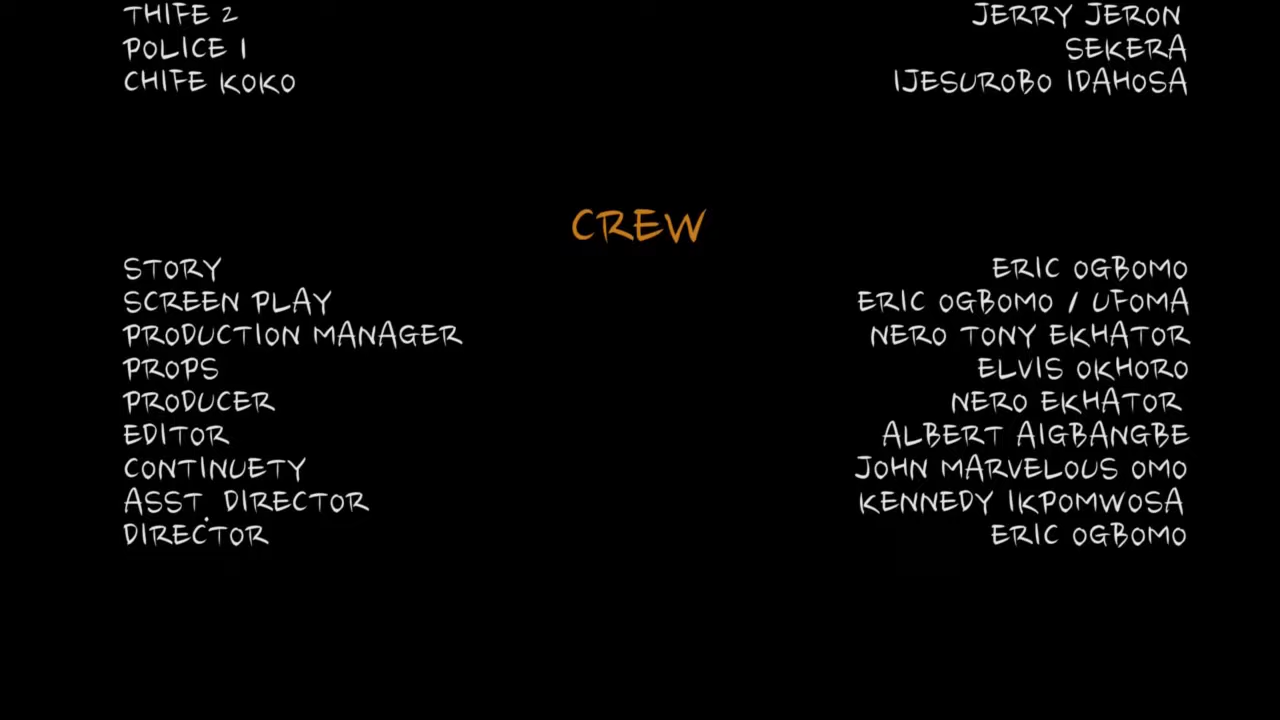 THIFE 2 JERRY JERON
POLICE 1 SEKERA
CHIFE KOKO IJESUROBO IDAHOSA
CREW
STORY ERIC OGBOMO
SCREEN PLAY ERIC OGBOMO / UFOMA
PRODUCTION MANAGER NERO TONY EKHATOR
PROPS ELVIS OKHORO
PRODUCER NERO EKHATOR
EDITOR ALBERT AIGBANGBE
CONTINUETY JOHN MARVELOUS OMO
ASST. DIRECTOR KENNEDY IKPOMWOSA
DIRECTOR ERIC OGBOMO